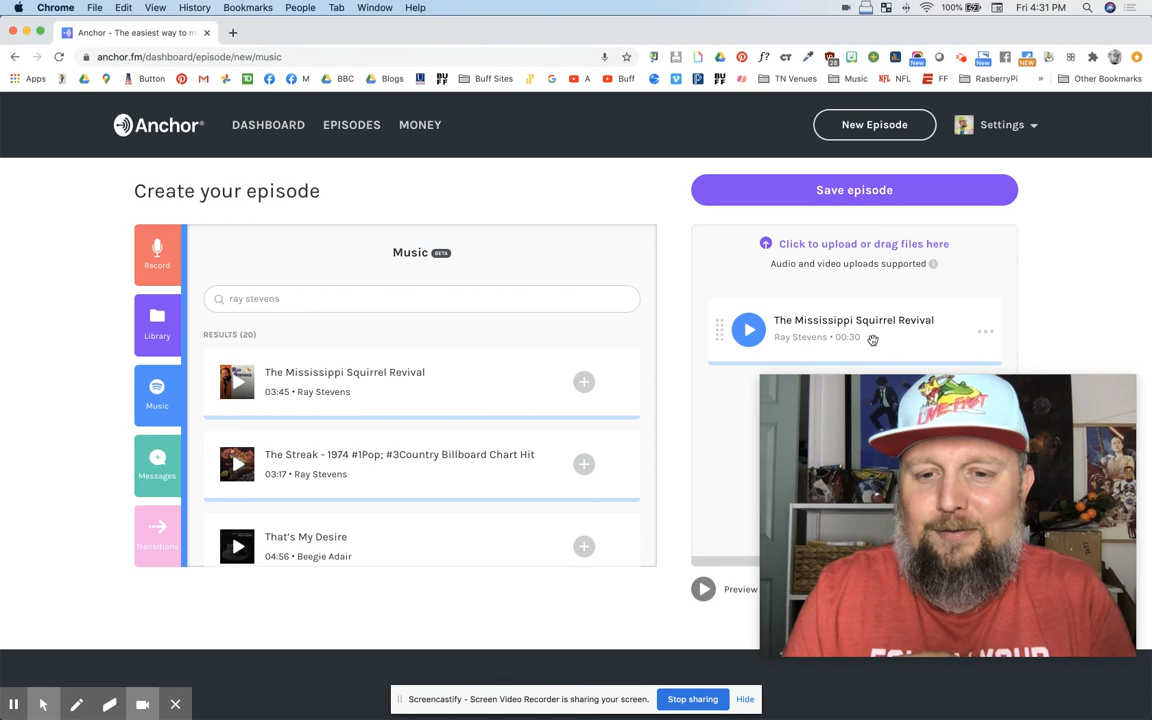 Chrome File Edit View History Bookmarks People Tab Window Help 100% Fri 4:31 PM
Anchor - The easiest way to m
anchor.fm/dashboard/episode/new/music
Apps Button M BBC Blogs Buff Sites A Buff TN Venues Music NFL FF RasberryPi » Other Bookmarks
Anchor DASHBOARD EPISODES MONEY New Episode Settings
Create your episode
Save episode
Record
Library
Music
Messages
Transitions
Music BETA
ray stevens
RESULTS (20)
The Mississippi Squirrel Revival
03:45 • Ray Stevens
The Streak - 1974 #1Pop; #3Country Billboard Chart Hit
03:17 • Ray Stevens
That's My Desire
04:56 • Beegie Adair
Click to upload or drag files here
Audio and video uploads supported
The Mississippi Squirrel Revival
Ray Stevens • 00:30
Preview
LIVE-FAST
Screencastify - Screen Video Recorder is sharing your screen. Stop sharing Hide